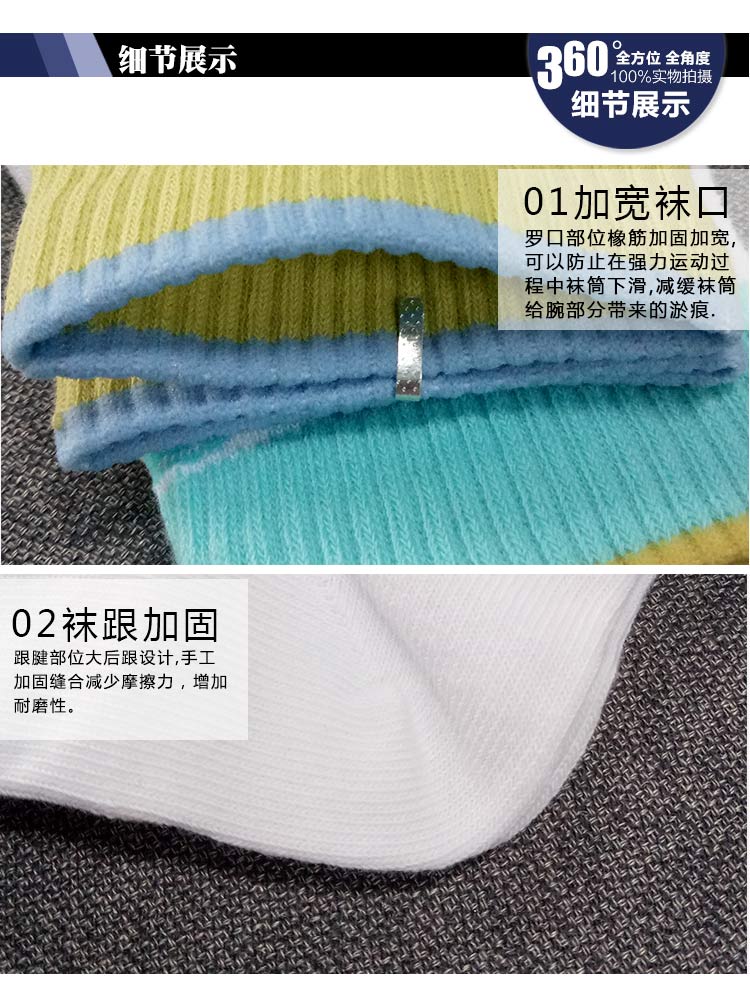 细节展示
360°全方位 全角度
100%实物拍摄
细节展示
01加宽袜口
罗口部位橡筋加固加宽,
可以防止在强力运动过
程中袜筒下滑,减缓袜筒
给腕部分带来的淤痕.
02袜跟加固
跟腱部位大后跟设计,手工
加固缝合减少摩擦力，增加
耐磨性。